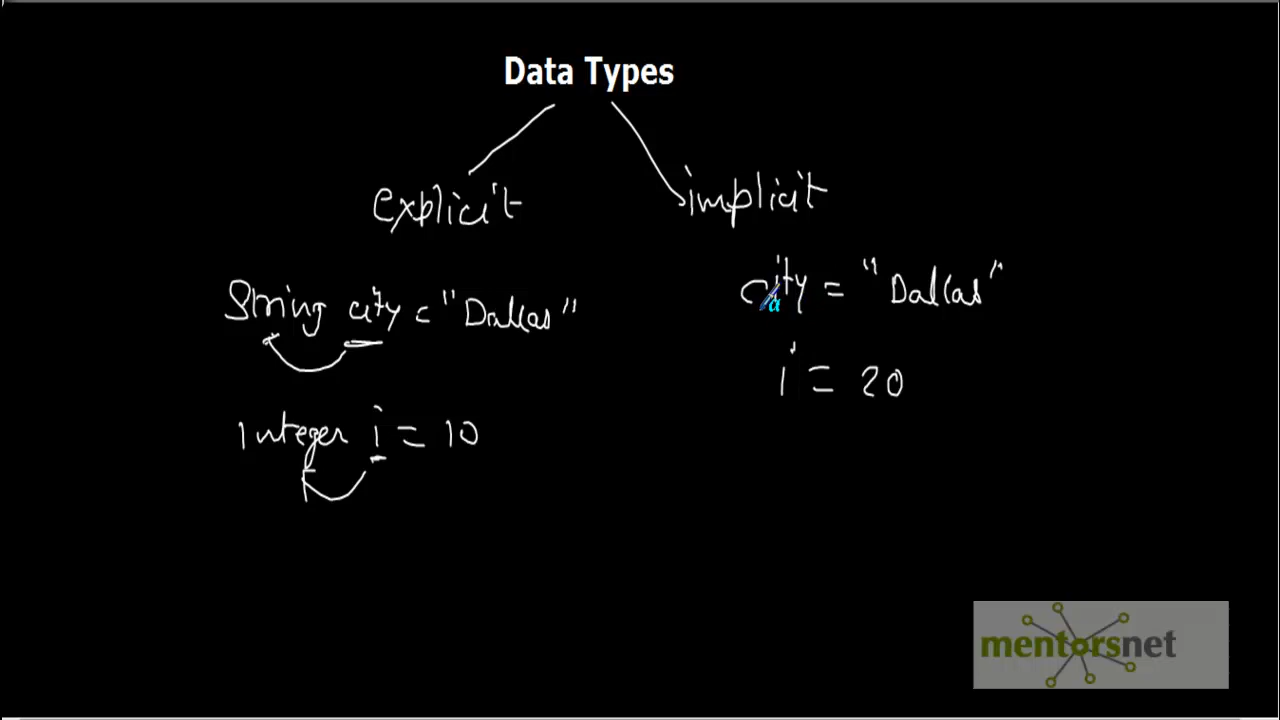 Data Types
explicit
implicit
String city = "Dallas"
city = "Dallas"
Integer i = 10
i = 20
mentorsnet